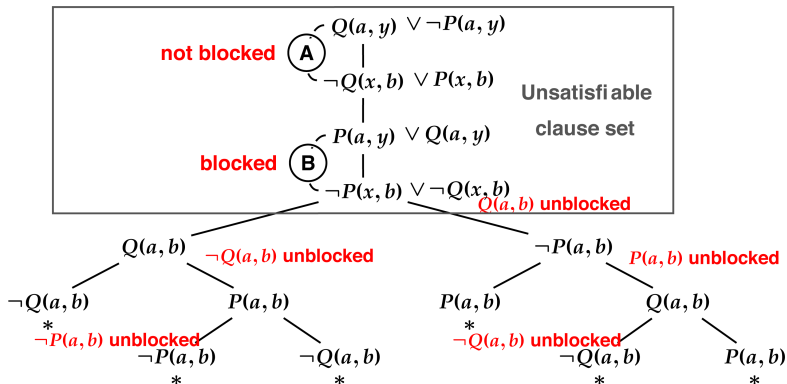 Q(a, y) ∨ ¬P(a, y)
not blocked A
¬Q(x, b) ∨ P(x, b)
Unsatisfiable
clause set
P(a, y) ∨ Q(a, y)
blocked B
¬P(x, b) ∨ ¬Q(x, b)
Q(a, b) unblocked
Q(a, b) ¬P(a, b)
¬Q(a, b) unblocked P(a, b) unblocked
¬Q(a, b) P(a, b) P(a, b) Q(a, b)
* *
¬P(a, b) unblocked ¬Q(a, b) unblocked
¬P(a, b) ¬Q(a, b) ¬Q(a, b) P(a, b)
* * * *